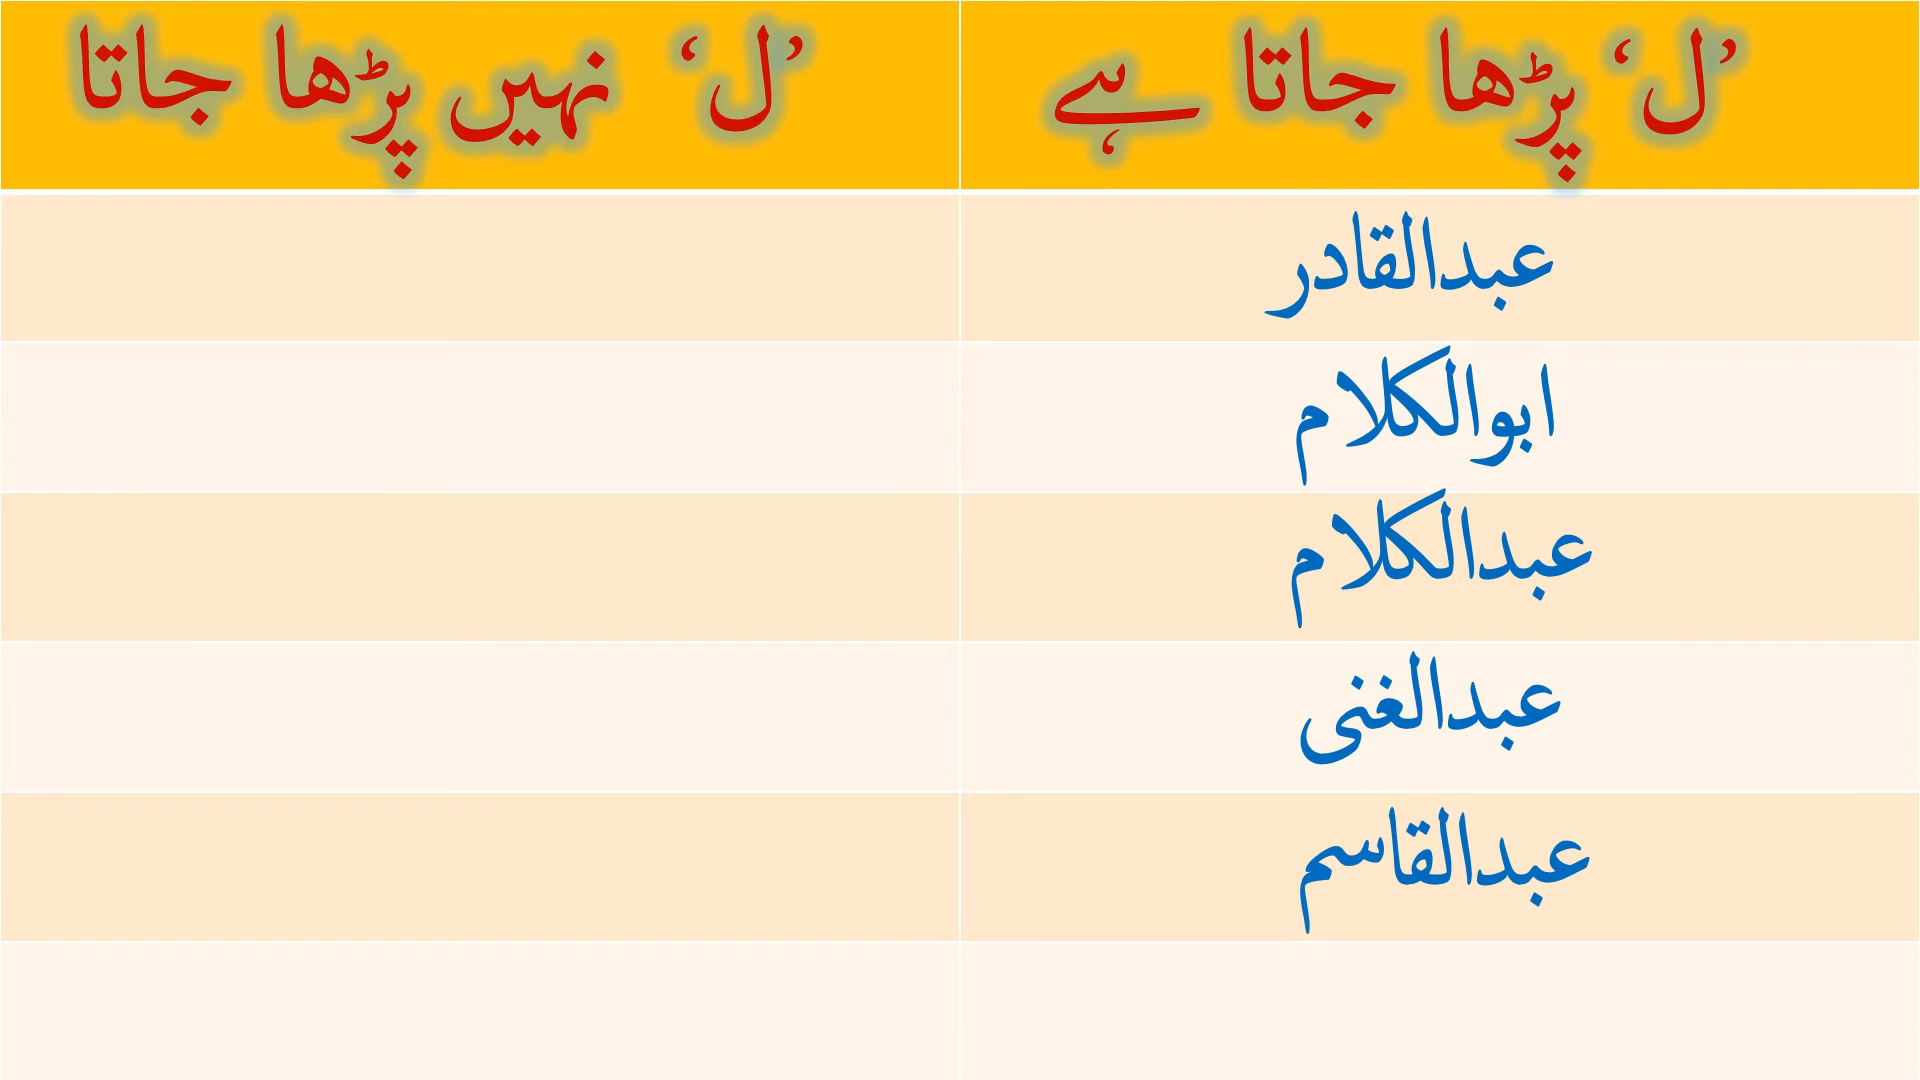 ’ل‘ پڑھا جاتا ہے
’ل‘ نہیں پڑھا جاتا
عبدالقادر
ابوالکلام
عبدالکلام
عبدالغنی
عبدالقاسم